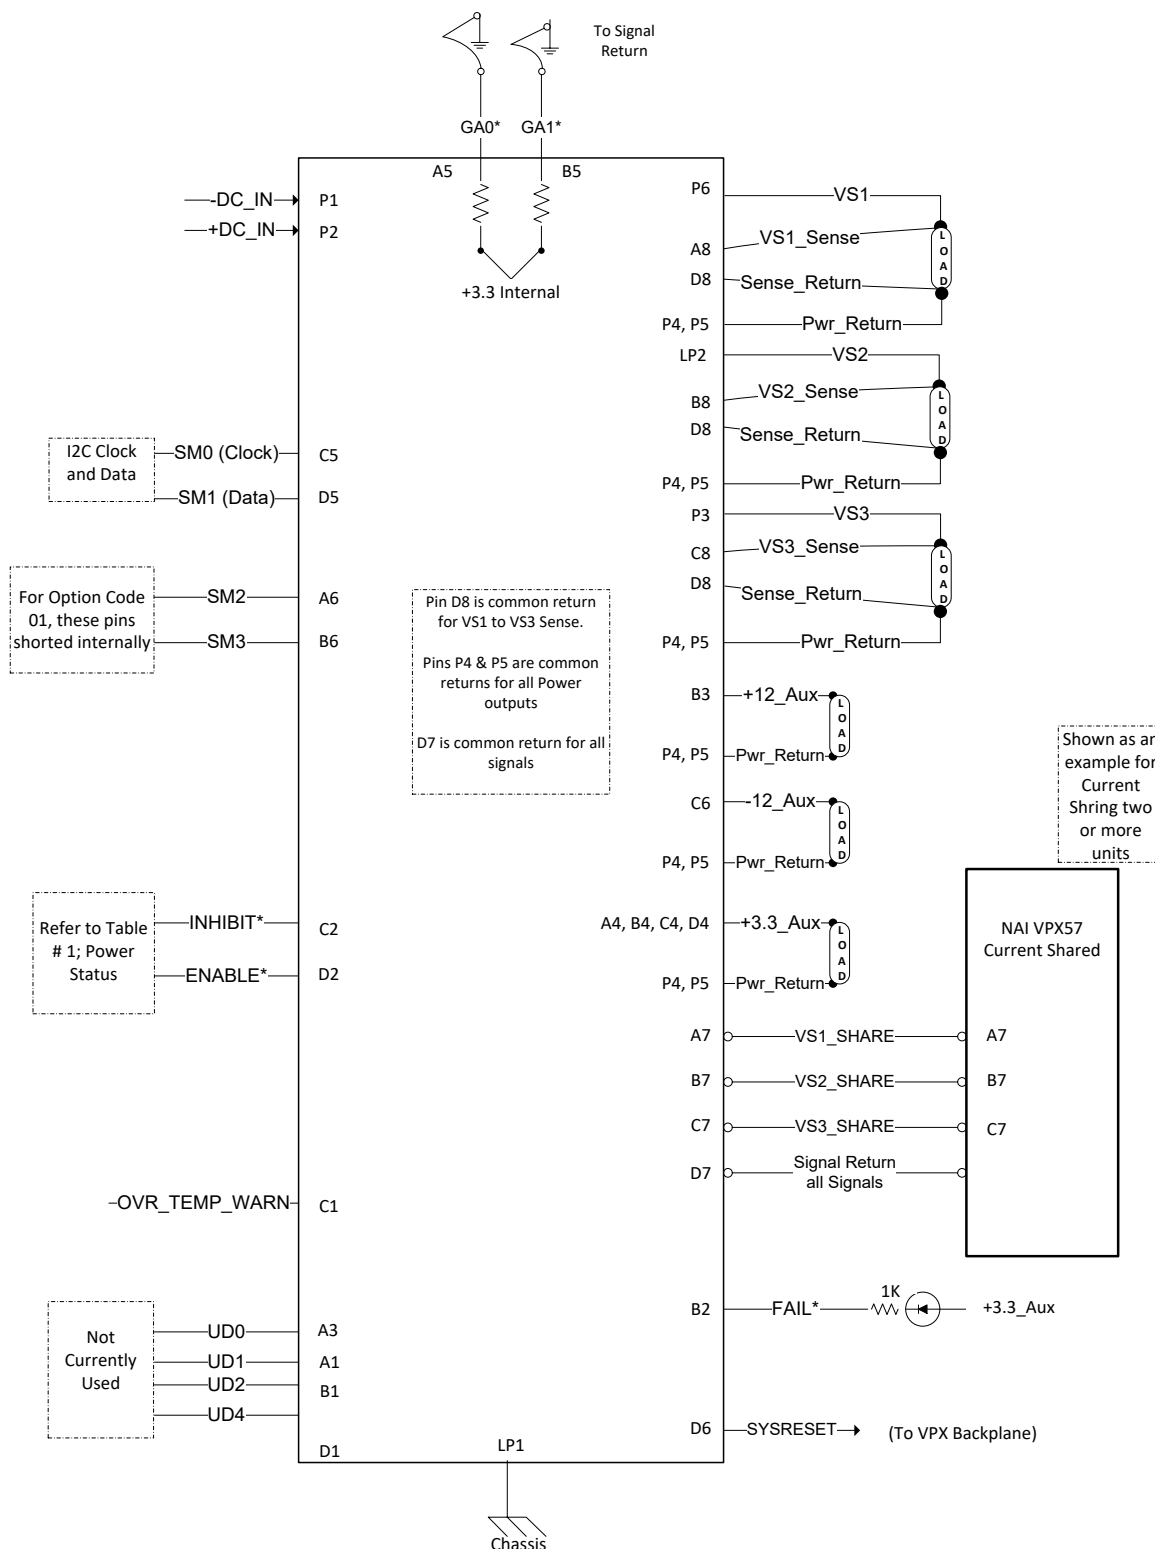 To Signal
Return
GA0*
GA1*
A5
B5
+3.3 Internal
-DC_IN
P1
+DC_IN
P2
I2C Clock
and Data
SM0 (Clock)
C5
SM1 (Data)
D5
For Option Code
01, these pins
shorted internally
SM2
A6
SM3
B6
Pin D8 is common return
for VS1 to VS3 Sense.
Pins P4 & P5 are common
returns for all Power
outputs
D7 is common return for all
signals
Refer to Table
# 1; Power
Status
INHIBIT*
C2
ENABLE*
D2
OVR_TEMP_WARN
C1
Not
Currently
Used
UD0
A3
UD1
A1
UD2
B1
UD4
D1
LP1
Chassis
P6
VS1
A8
VS1_Sense
D8
Sense_Return
P4, P5
Pwr_Return
LOAD
LP2
VS2
B8
VS2_Sense
D8
Sense_Return
P4, P5
Pwr_Return
LOAD
P3
VS3
C8
VS3_Sense
D8
Sense_Return
P4, P5
Pwr_Return
LOAD
B3
+12_Aux
P4, P5
Pwr_Return
LOAD
C6
-12_Aux
P4, P5
Pwr_Return
LOAD
A4, B4, C4, D4
+3.3_Aux
P4, P5
Pwr_Return
LOAD
Shown as an
example for
Current
Shring two
or more
units
NAI VPX57
Current Shared
A7
VS1_SHARE
A7
B7
VS2_SHARE
B7
C7
VS3_SHARE
C7
D7
Signal Return
all Signals
B2
FAIL*
1K
+3.3_Aux
D6
SYSRESET
(To VPX Backplane)